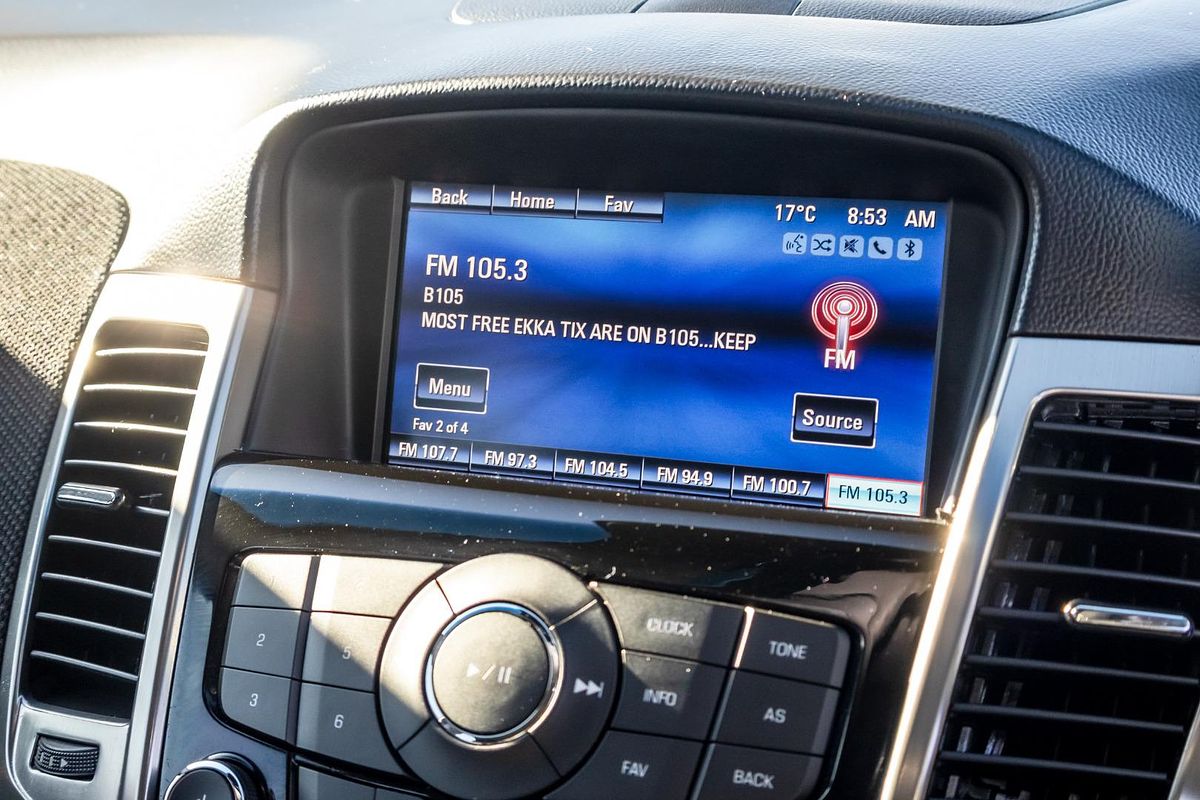 Back Home Fav 17°C 8:53 AM
FM 105.3
B105
MOST FREE EKKA TIX ARE ON B105...KEEP
FM
Menu
Source
Fav 2 of 4
FM 107.7 FM 97.3 FM 104.5 FM 94.9 FM 100.7 FM 105.3
CLOCK TONE
2 5
INFO AS
3 6
FAV BACK